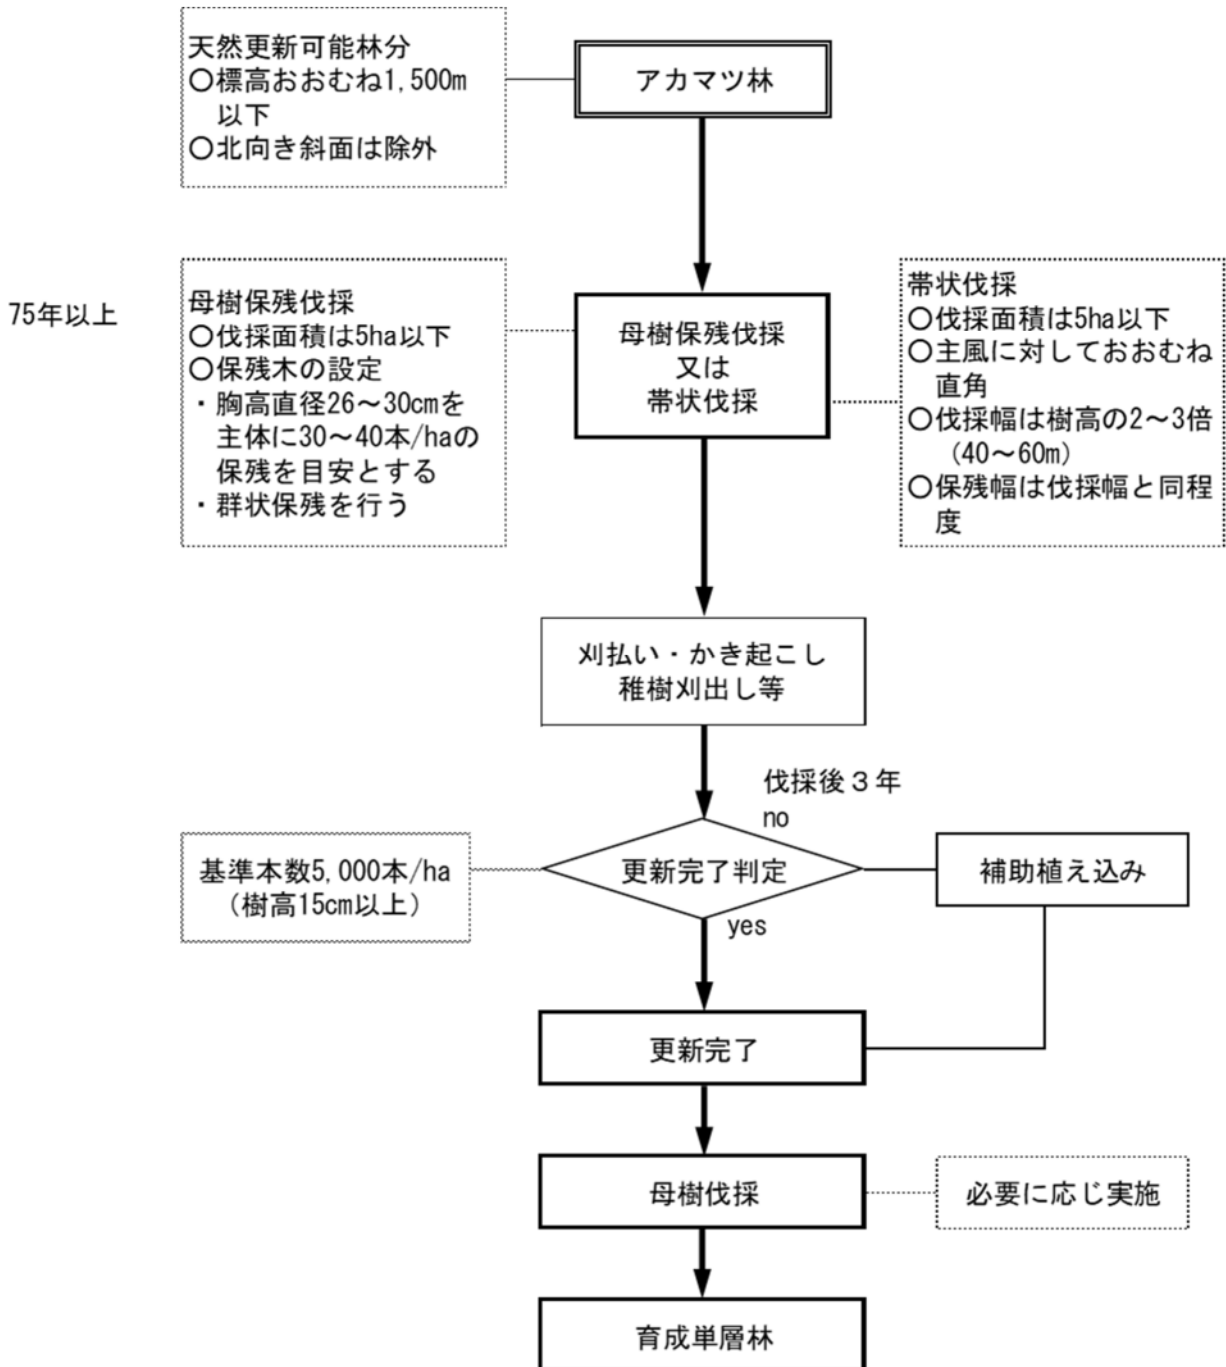 天然更新可能林分
○標高おおむね1,500m
以下
○北向き斜面は除外
アカマツ林
75年以上
母樹保残伐採
○伐採面積は5ha以下
○保残木の設定
・胸高直径26～30cmを
主体に30～40本/haの
保残を目安とする
・群状保残を行う
母樹保残伐採
又は
帯状伐採
帯状伐採
○伐採面積は5ha以下
○主風に対しておおむね
直角
○伐採幅は樹高の2～3倍
（40～60m）
○保残幅は伐採幅と同程
度
刈払い・かき起こし
稚樹刈出し等
伐採後３年
no
基準本数5,000本/ha
（樹高15cm以上）
更新完了判定
補助植え込み
yes
更新完了
母樹伐採
必要に応じ実施
育成単層林